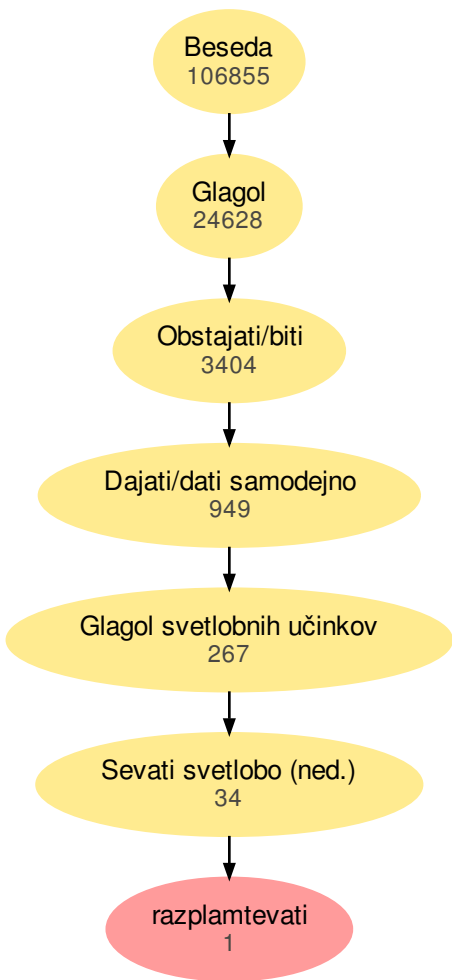 Beseda
106855
Glagol
24628
Obstajati/biti
3404
Dajati/dati samodejno
949
Glagol svetlobnih učinkov
267
Sevati svetlobo (ned.)
34
razplamtevati
1